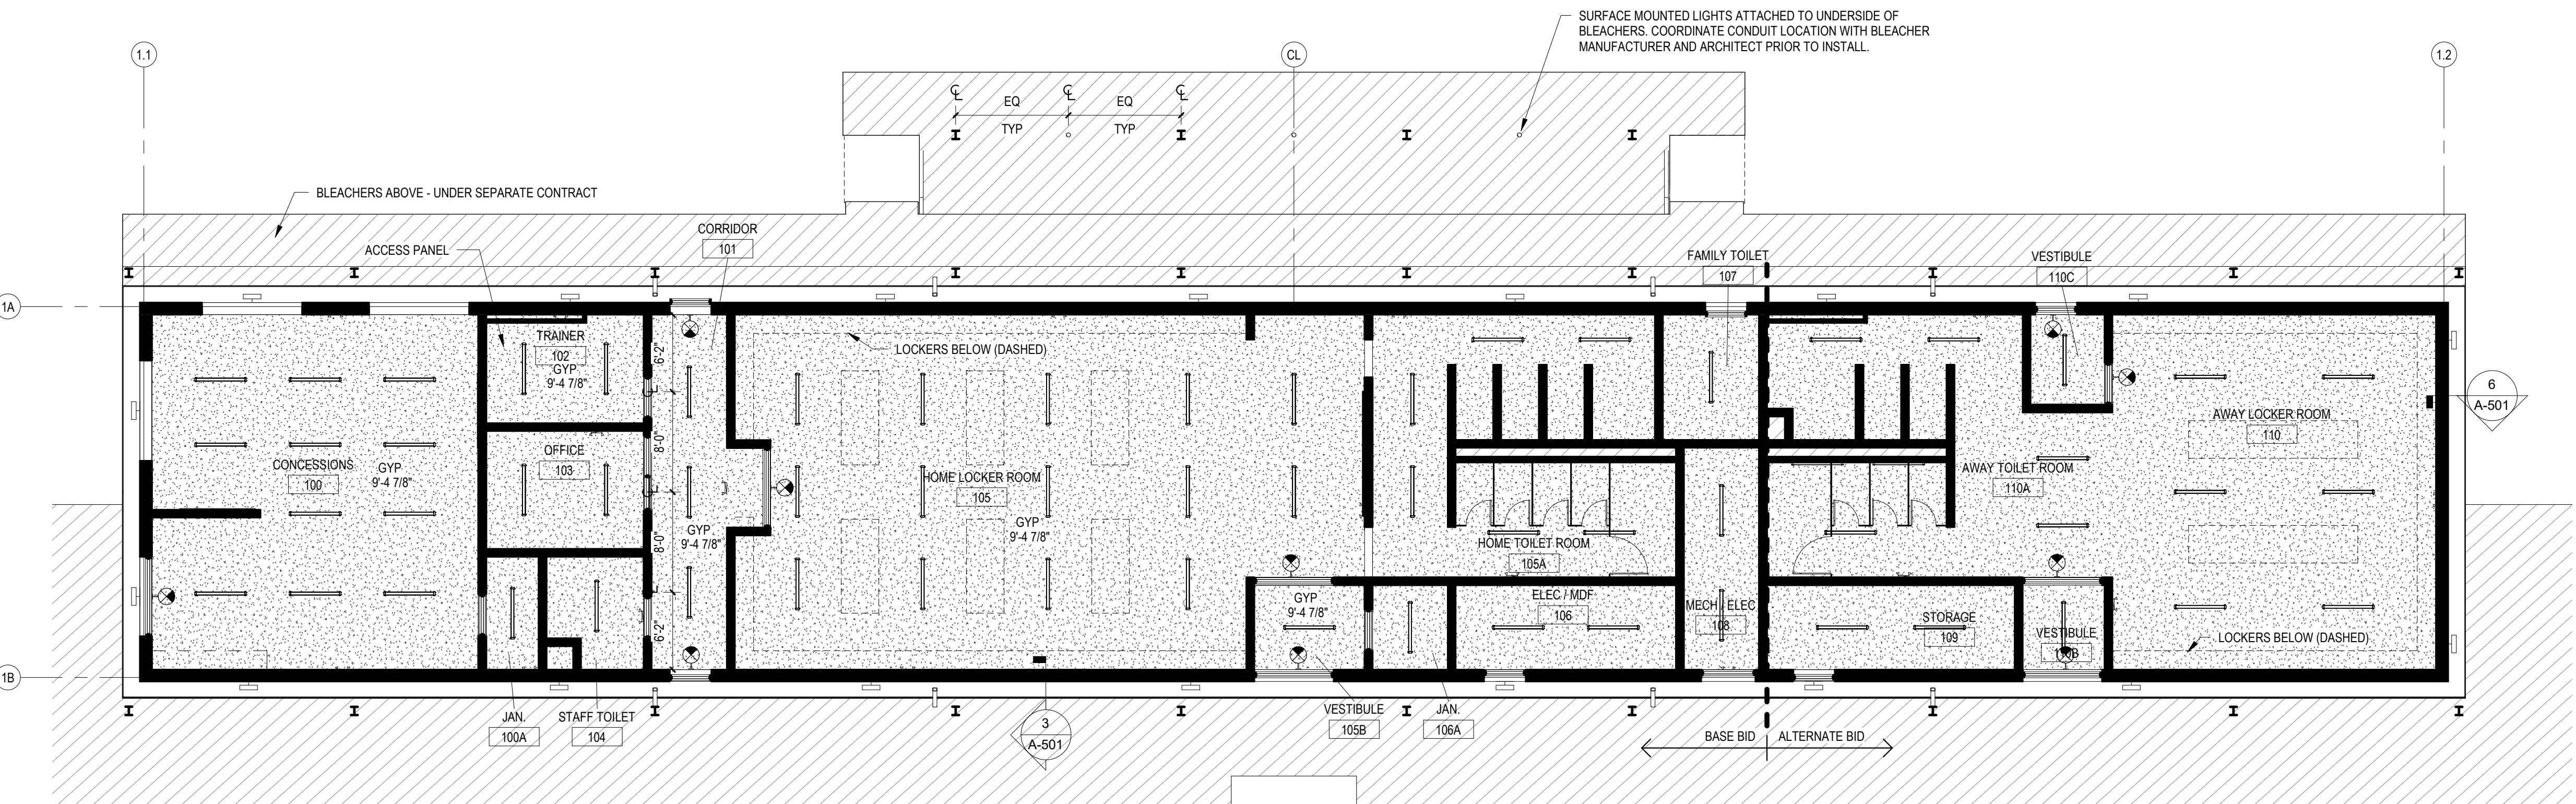 SURFACE MOUNTED LIGHTS ATTACHED TO UNDERSIDE OF
BLEACHERS. COORDINATE CONDUIT LOCATION WITH BLEACHER
MANUFACTURER AND ARCHITECT PRIOR TO INSTALL.
1.1
CL
1.2
EQ
EQ
TYP
TYP
BLEACHERS ABOVE - UNDER SEPARATE CONTRACT
CORRIDOR
101
ACCESS PANEL
FAMILY TOILET
107
VESTIBULE
110C
1A
TRAINER
102
GYP
9'-4 7/8"
6'-2"
LOCKERS BELOW (DASHED)
6
A-501
AWAY LOCKER ROOM
110
8'-0"
OFFICE
103
CONCESSIONS
100
GYP
9'-4 7/8"
HOME LOCKER ROOM
105
AWAY TOILET ROOM
110A
GYP
9'-4 7/8"
GYP
9'-4 7/8"
8'-0"
HOME TOILET ROOM
105A
GYP
9'-4 7/8"
ELEC / MDF
106
MECH / ELEC
108
STORAGE
109
6'-2"
VESTIBULE
LOCKERS BELOW (DASHED)
1B
JAN.
100A
STAFF TOILET
104
3
A-501
VESTIBULE
105B
JAN.
106A
BASE BID
ALTERNATE BID